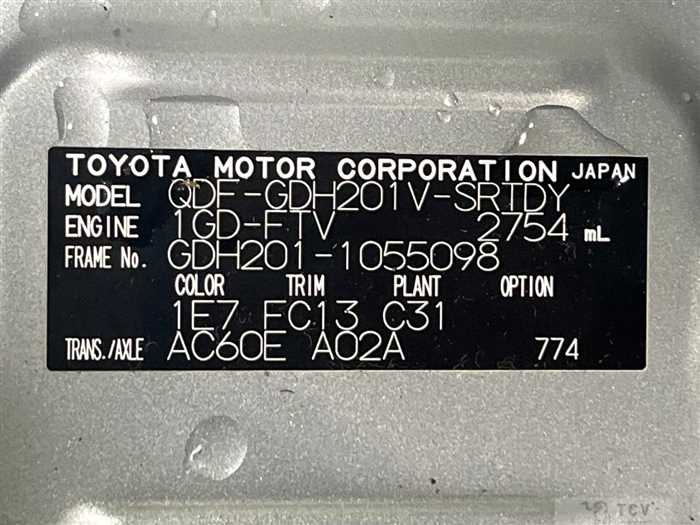 TOYOTA MOTOR CORPORATION JAPAN
MODEL QDF-GDH201V-SRTDY
ENGINE 1GD-FTV 2754 mL
FRAME No. GDH201-1055098
COLOR TRIM PLANT OPTION
1E7 FC13 C31
TRANS./AXLE AC60E A02A 774
TCV